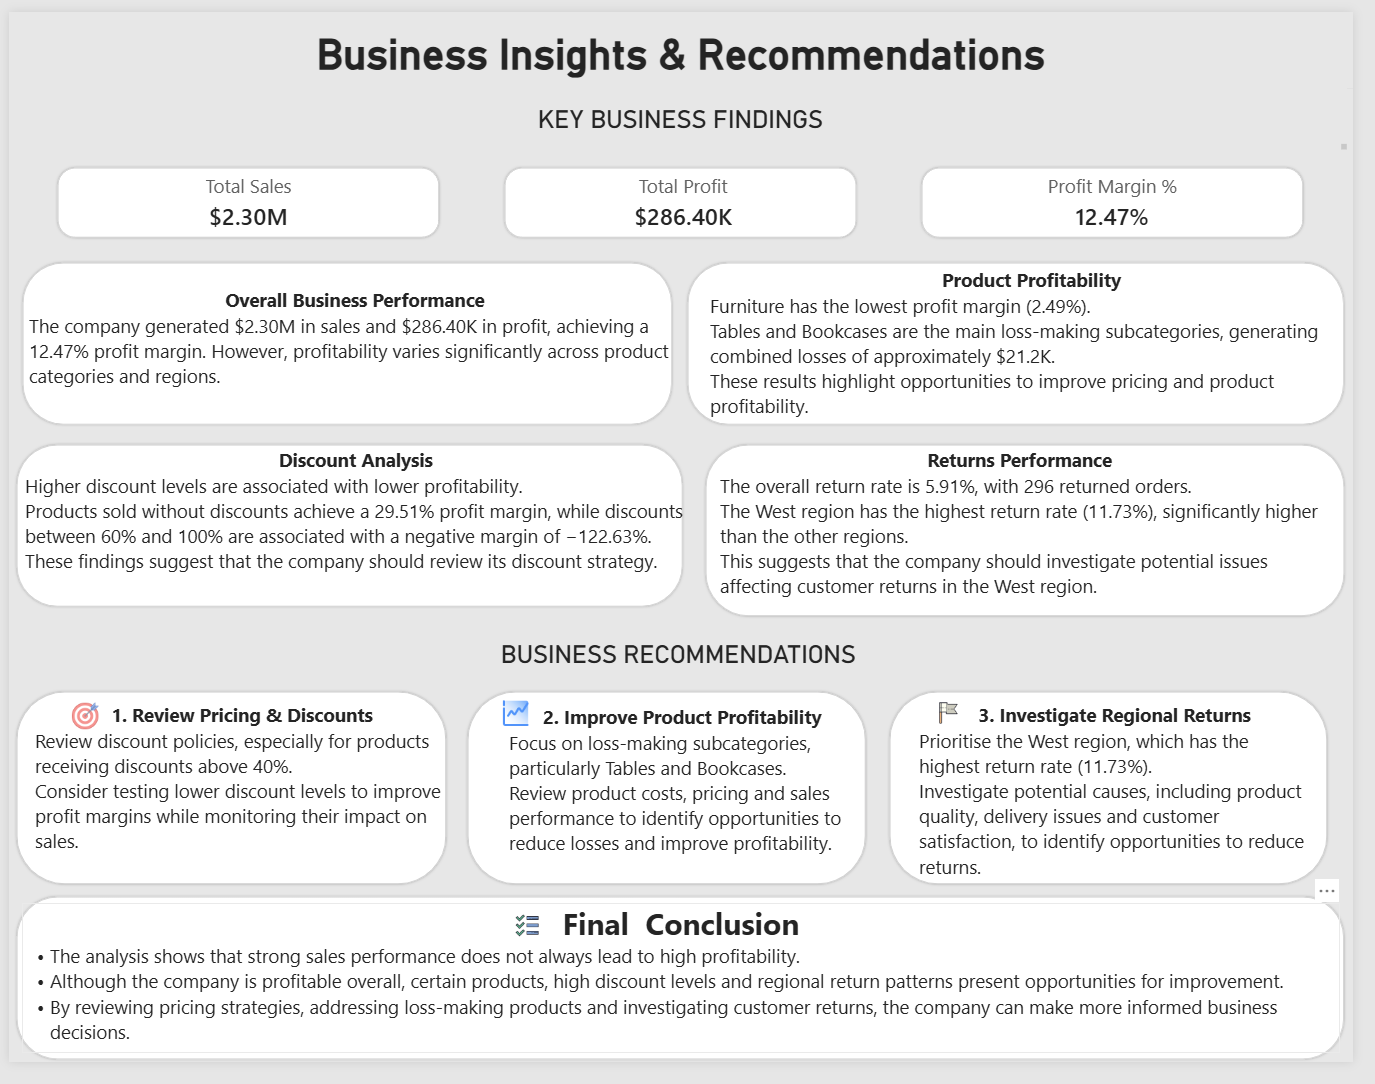 Business Insights & Recommendations
KEY BUSINESS FINDINGS
Total Sales
$2.30M
Total Profit
$286.40K
Profit Margin %
12.47%
Overall Business Performance
The company generated $2.30M in sales and $286.40K in profit, achieving a
12.47% profit margin. However, profitability varies significantly across product
categories and regions.
Product Profitability
Furniture has the lowest profit margin (2.49%).
Tables and Bookcases are the main loss-making subcategories, generating
combined losses of approximately $21.2K.
These results highlight opportunities to improve pricing and product
profitability.
Discount Analysis
Higher discount levels are associated with lower profitability.
Products sold without discounts achieve a 29.51% profit margin, while discounts
between 60% and 100% are associated with a negative margin of −122.63%.
These findings suggest that the company should review its discount strategy.
Returns Performance
The overall return rate is 5.91%, with 296 returned orders.
The West region has the highest return rate (11.73%), significantly higher
than the other regions.
This suggests that the company should investigate potential issues
affecting customer returns in the West region.
BUSINESS RECOMMENDATIONS
1. Review Pricing & Discounts
Review discount policies, especially for products
receiving discounts above 40%.
Consider testing lower discount levels to improve
profit margins while monitoring their impact on
sales.
2. Improve Product Profitability
Focus on loss-making subcategories,
particularly Tables and Bookcases.
Review product costs, pricing and sales
performance to identify opportunities to
reduce losses and improve profitability.
3. Investigate Regional Returns
Prioritise the West region, which has the
highest return rate (11.73%).
Investigate potential causes, including product
quality, delivery issues and customer
satisfaction, to identify opportunities to reduce
returns.
Final Conclusion
• The analysis shows that strong sales performance does not always lead to high profitability.
• Although the company is profitable overall, certain products, high discount levels and regional return patterns present opportunities for improvement.
• By reviewing pricing strategies, addressing loss-making products and investigating customer returns, the company can make more informed business
decisions.